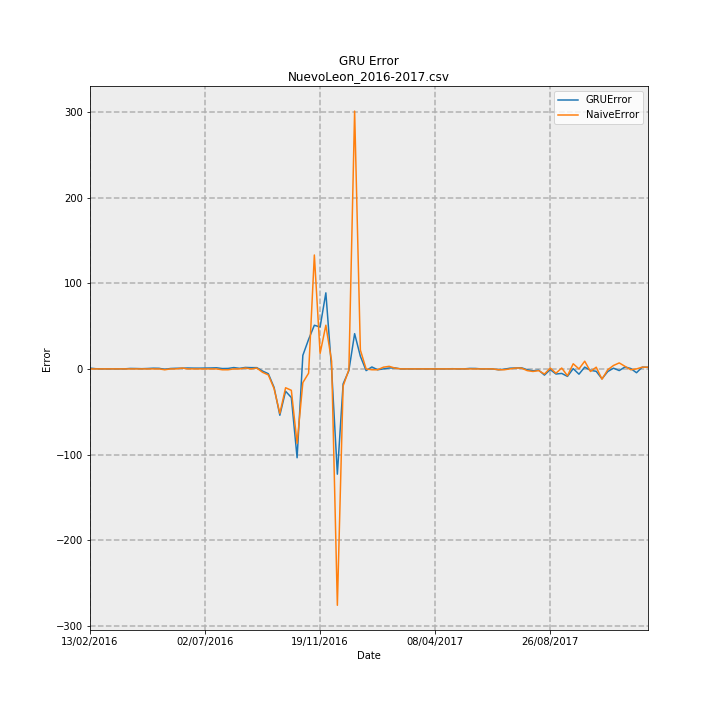 GRU Error
NuevoLeon_2016-2017.csv
GRUError
NaiveError
300
200
100
0
−100
−200
−300
Error
13/02/2016
02/07/2016
19/11/2016
08/04/2017
26/08/2017
Date